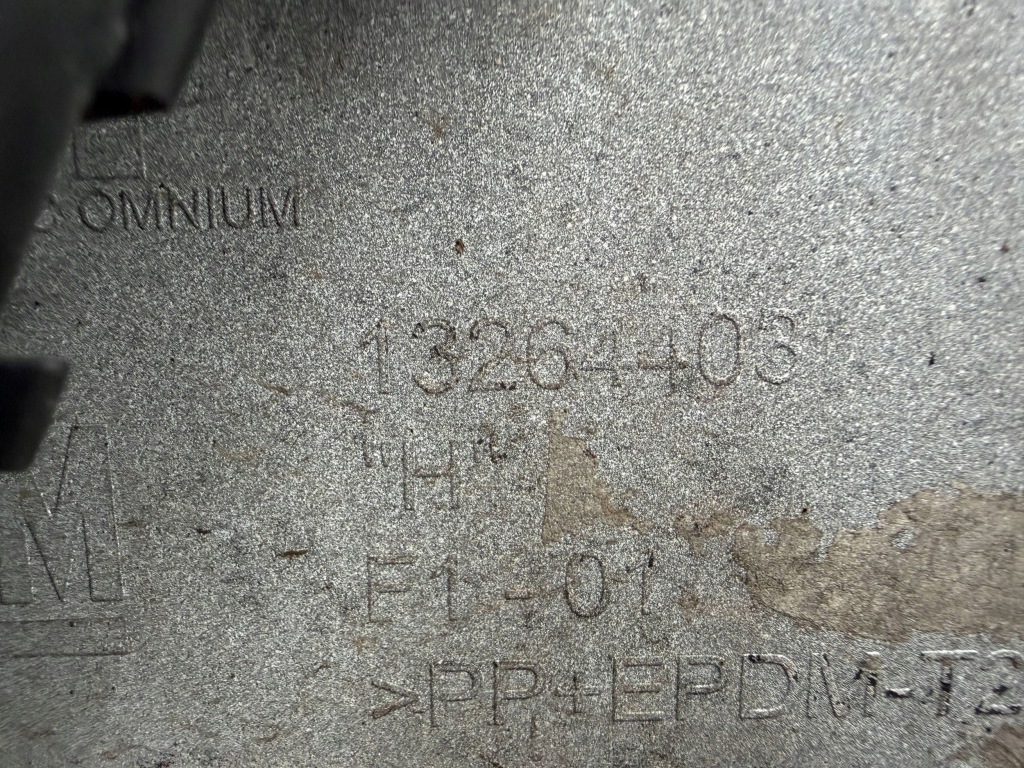 OMNIUM
13264403
"H"
F1-01
M
>PP+EPDM-T2